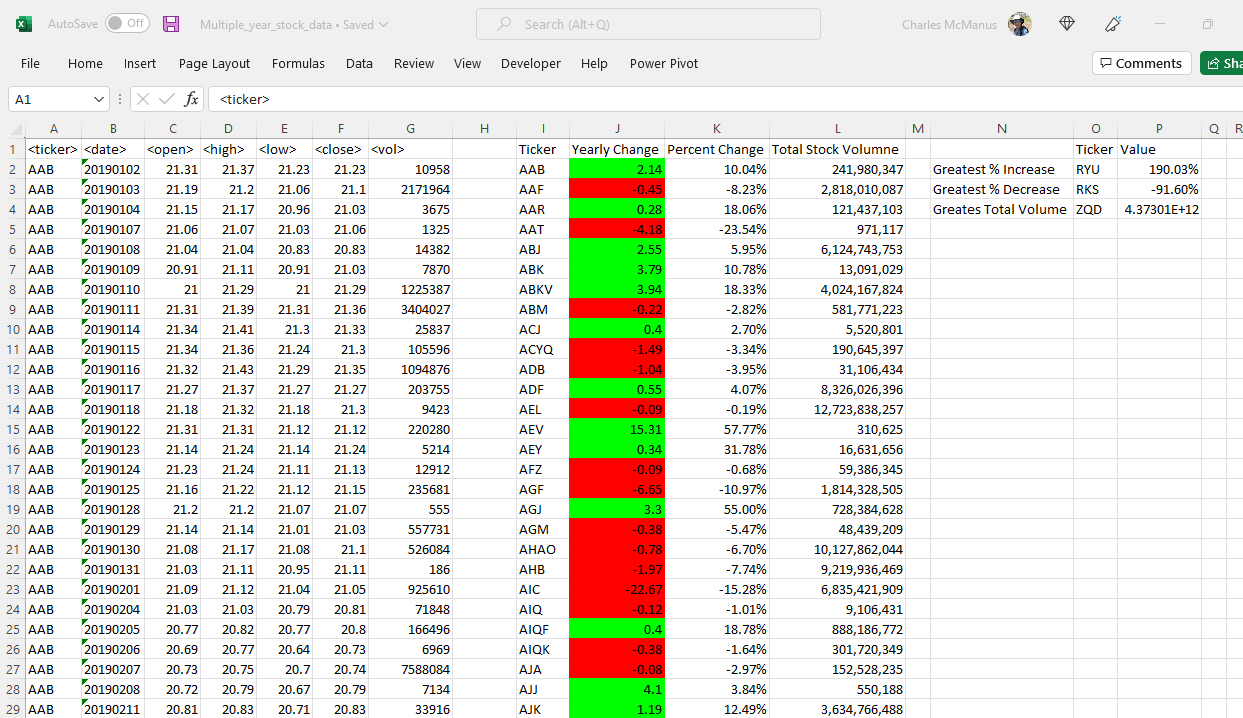 AutoSave Off Multiple_year_stock_data • Saved Search (Alt+Q) Charles McManus
File Home Insert Page Layout Formulas Data Review View Developer Help Power Pivot Comments Sha
A1 fx <ticker>
A B C D E F G H I J K L M N O P Q R
1 <ticker> <date> <open> <high> <low> <close> <vol> Ticker Yearly Change Percent Change Total Stock Volumne Ticker Value
2 AAB 20190102 21.31 21.37 21.23 21.23 10958 AAB 2.14 10.04% 241,980,347 Greatest % Increase RYU 190.03%
3 AAB 20190103 21.19 21.2 21.06 21.1 2171964 AAF -0.45 -8.23% 2,818,010,087 Greatest % Decrease RKS -91.60%
4 AAB 20190104 21.15 21.17 20.96 21.03 3675 AAR 0.28 18.06% 121,437,103 Greates Total Volume ZQD 4.37301E+12
5 AAB 20190107 21.06 21.07 21.03 21.06 1325 AAT -4.18 -23.54% 971,117
6 AAB 20190108 21.04 21.04 20.83 20.83 14382 ABJ 2.55 5.95% 6,124,743,753
7 AAB 20190109 20.91 21.11 20.91 21.03 7870 ABK 3.79 10.78% 13,091,029
8 AAB 20190110 21 21.29 21 21.29 1225387 ABKV 3.94 18.33% 4,024,167,824
9 AAB 20190111 21.31 21.39 21.31 21.36 3404027 ABM -0.22 -2.82% 581,771,223
10 AAB 20190114 21.34 21.41 21.3 21.33 25837 ACJ 0.4 2.70% 5,520,801
11 AAB 20190115 21.34 21.36 21.24 21.3 105596 ACYQ -1.49 -3.34% 190,645,397
12 AAB 20190116 21.32 21.43 21.29 21.35 1094876 ADB -1.04 -3.95% 31,106,434
13 AAB 20190117 21.27 21.37 21.27 21.27 203755 ADF 0.55 4.07% 8,326,026,396
14 AAB 20190118 21.18 21.32 21.18 21.3 9423 AEL -0.09 -0.19% 12,723,838,257
15 AAB 20190122 21.31 21.31 21.12 21.12 220280 AEV 15.31 57.77% 310,625
16 AAB 20190123 21.14 21.24 21.14 21.24 5214 AEY 0.34 31.78% 16,631,656
17 AAB 20190124 21.23 21.24 21.11 21.13 12912 AFZ -0.09 -0.68% 59,386,345
18 AAB 20190125 21.16 21.22 21.12 21.15 235681 AGF -6.65 -10.97% 1,814,328,505
19 AAB 20190128 21.2 21.2 21.07 21.07 555 AGJ 3.3 55.00% 728,384,628
20 AAB 20190129 21.14 21.14 21.01 21.03 557731 AGM -0.38 -5.47% 48,439,209
21 AAB 20190130 21.08 21.17 21.08 21.1 526084 AHAO -0.78 -6.70% 10,127,862,044
22 AAB 20190131 21.03 21.11 20.95 21.11 186 AHB -1.97 -7.74% 9,219,936,469
23 AAB 20190201 21.09 21.12 21.04 21.05 925610 AIC -22.67 -15.28% 6,835,421,909
24 AAB 20190204 21.03 21.03 20.79 20.81 71848 AIQ -0.12 -1.01% 9,106,431
25 AAB 20190205 20.77 20.82 20.77 20.8 166496 AIQF 0.4 18.78% 888,186,772
26 AAB 20190206 20.69 20.77 20.64 20.73 6969 AIQK -0.38 -1.64% 301,720,349
27 AAB 20190207 20.73 20.75 20.7 20.74 7588084 AJA -0.08 -2.97% 152,528,235
28 AAB 20190208 20.72 20.79 20.67 20.79 7134 AJJ 4.1 3.84% 550,188
29 AAB 20190211 20.81 20.83 20.71 20.83 33916 AJK 1.19 12.49% 3,634,766,488